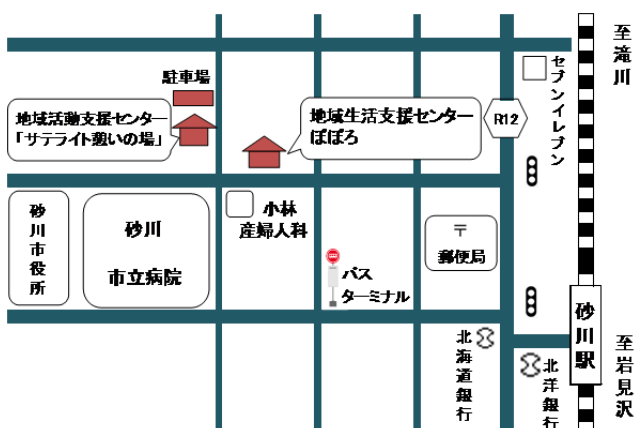 至滝川
セブンイレブン
駐車場
地域活動支援センター
「サテライト憩いの場」
地域生活支援センター
ぽぽろ
R12
砂川市役所
砂川
市立病院
小林
産婦人科
〒
郵便局
バス
ターミナル
砂川駅
北海道銀行
北洋銀行
至岩見沢